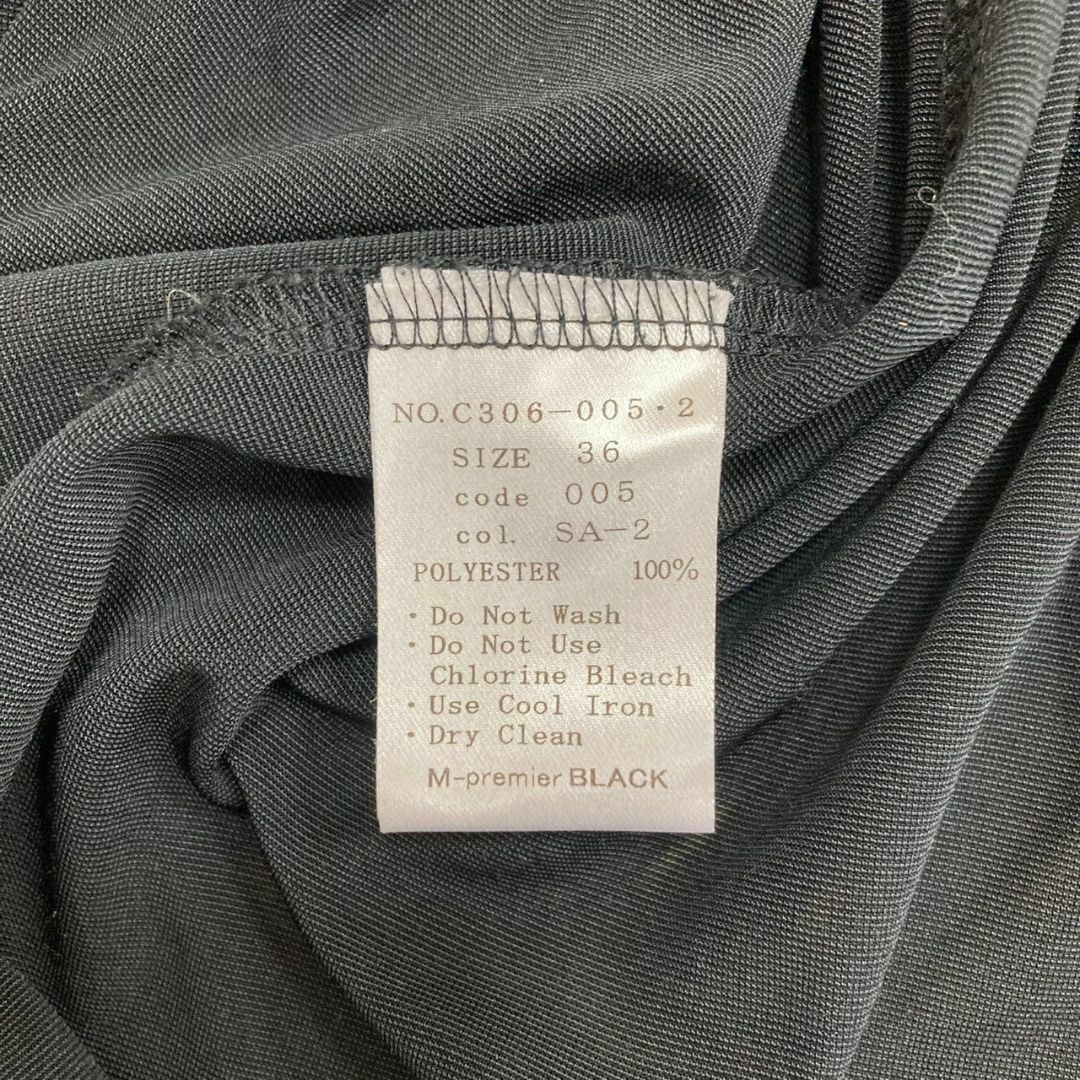 NO.C306-005・2
SIZE 36
code 005
col. SA-2
POLYESTER 100%
・Do Not Wash
・Do Not Use
Chlorine Bleach
・Use Cool Iron
・Dry Clean
M-premier BLACK